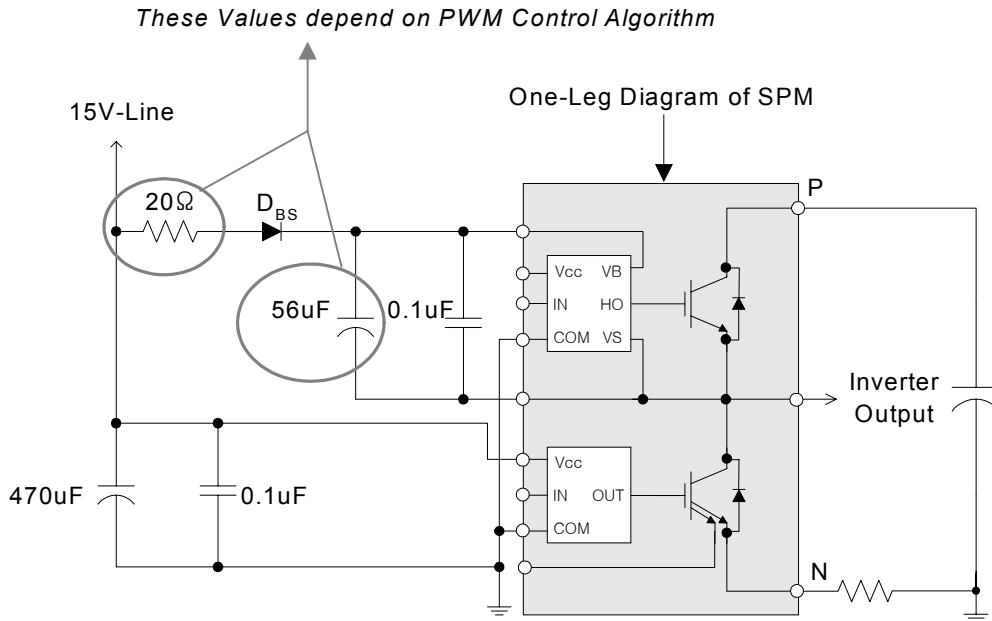 These Values depend on PWM Control Algorithm
One-Leg Diagram of SPM
15V-Line
P
20Ω
D_BS
Vcc VB
IN HO
COM VS
56uF
0.1uF
Inverter
Output
Vcc
IN OUT
COM
470uF
0.1uF
N